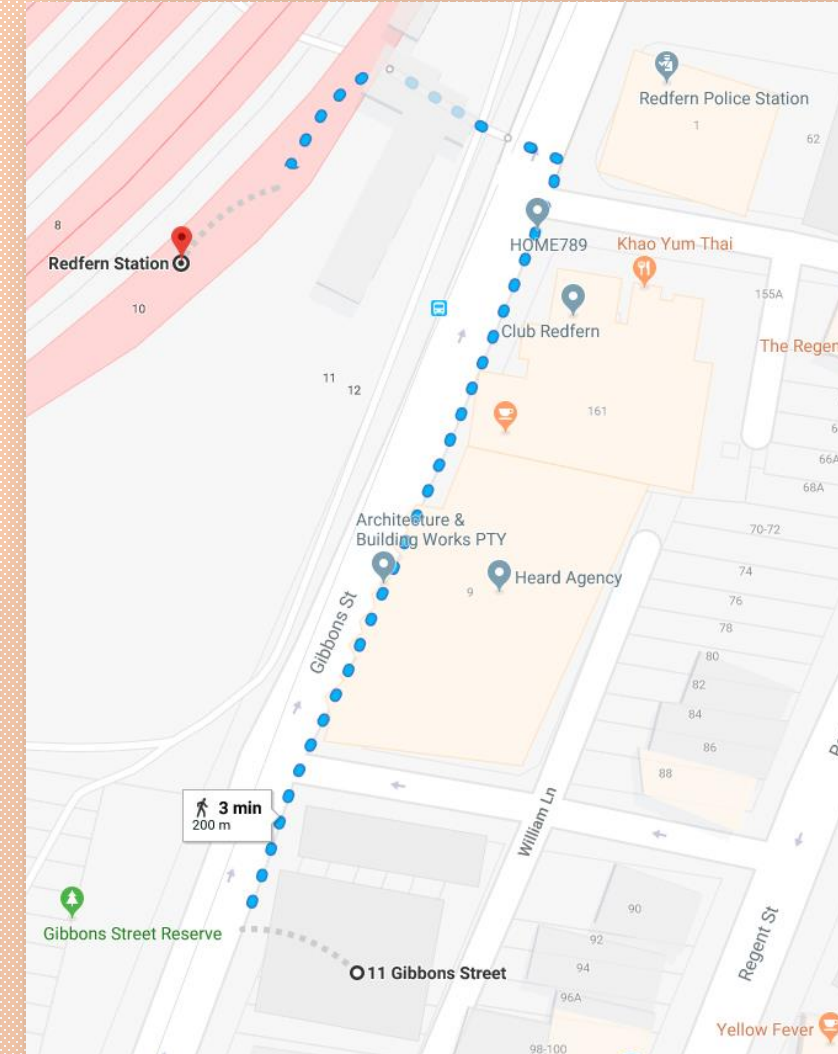 Redfern Police Station
1
62
8
HOME789
Khao Yum Thai
Redfern Station
155A
10
Club Redfern
The Regen
11
12
161
66A
68A
Architecture &
Building Works PTY
70-72
Heard Agency
9
74
76
Gibbons St
78
80
82
84
86
88
3 min
200 m
William Ln
90
Gibbons Street Reserve
92
Regent St
11 Gibbons Street
94
96A
Yellow Fever
98-100